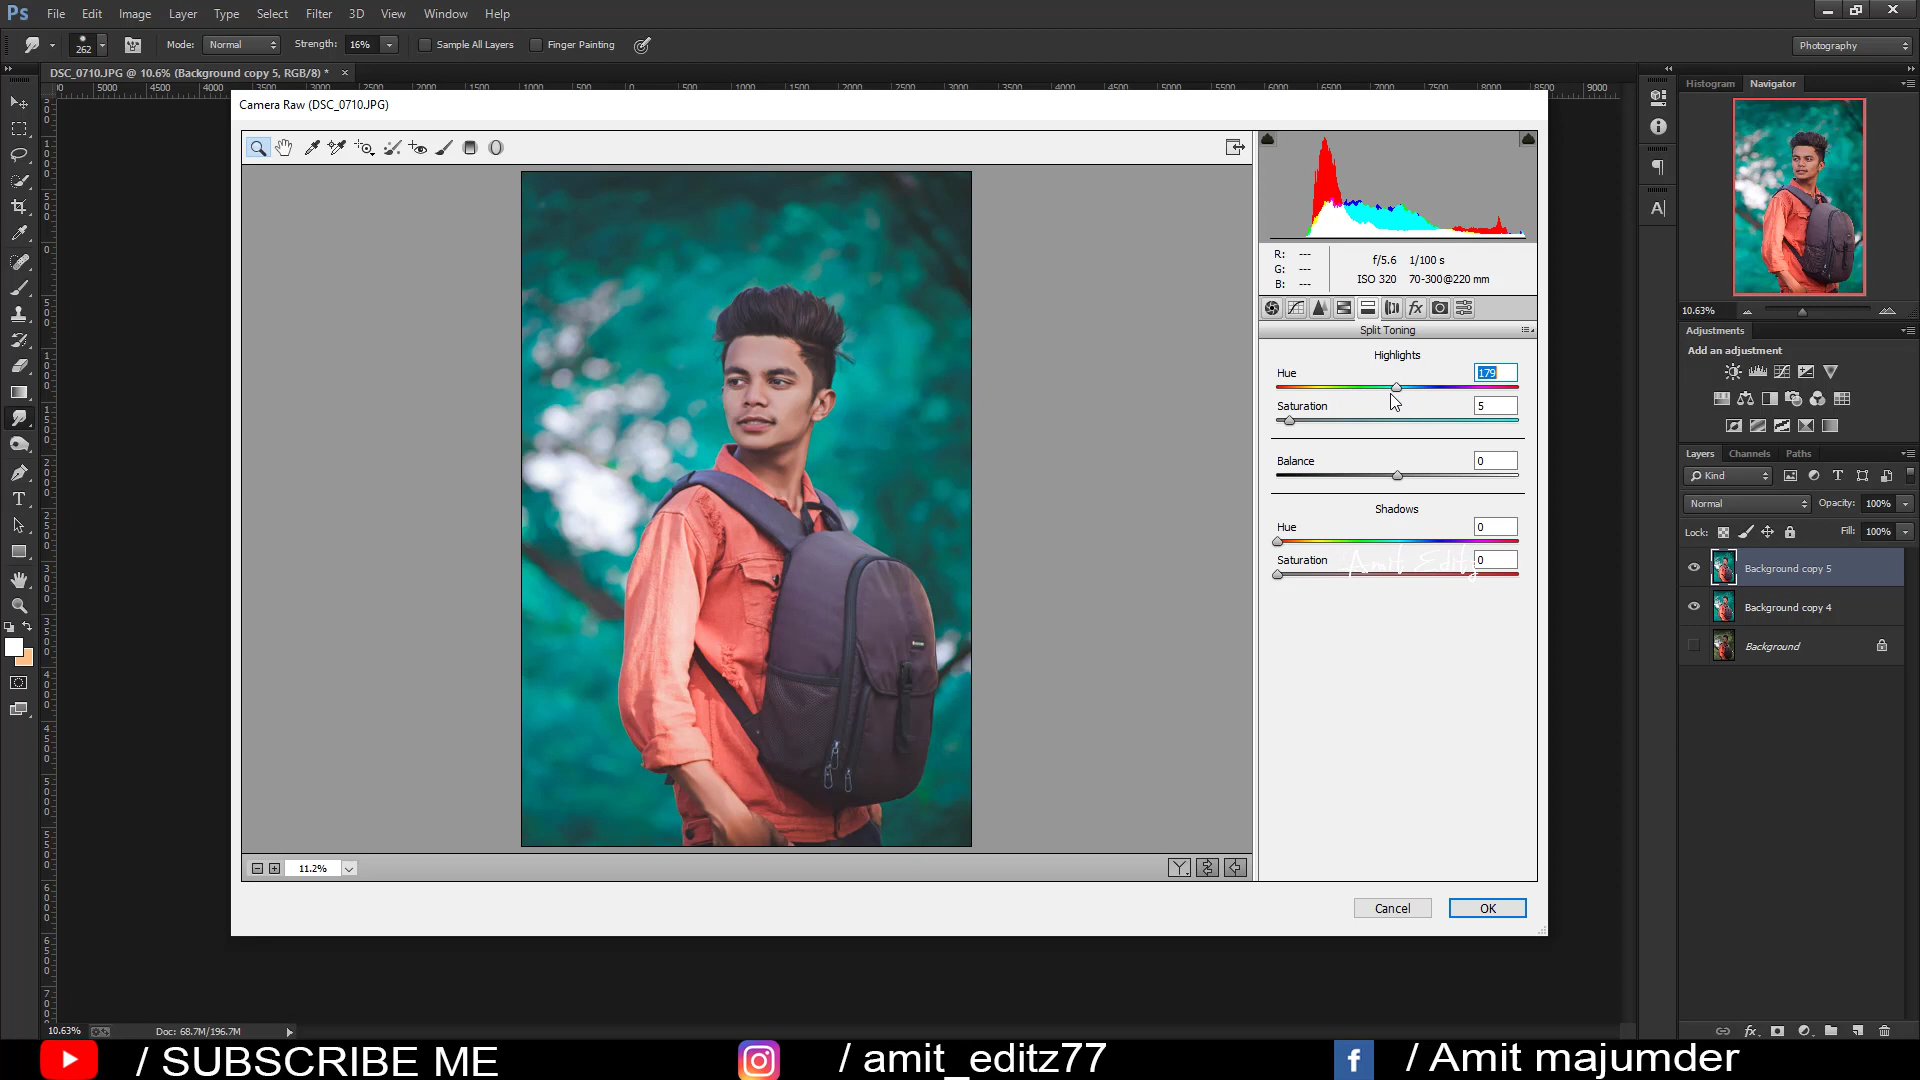 Ps File Edit Image Layer Type Select Filter 3D View Window Help
262 Mode: Normal Strength: 16% Sample All Layers Finger Painting Photography
DSC_0710.JPG @ 10.6% (Background copy 5, RGB/8) * ×
Histogram Navigator
Camera Raw (DSC_0710.JPG)
R: ---
G: ---
B: ---
f/5.6 1/100 s
ISO 320 70-300@220 mm
Split Toning
Highlights
Hue 179
Saturation 5
Balance 0
Shadows
Hue 0
Saturation 0
Amit Editz
11.2%
Cancel OK
10.63%
Adjustments
Add an adjustment
Layers Channels Paths
Kind
Normal Opacity: 100%
Lock: Fill: 100%
Background copy 5
Background copy 4
Background
10.63% Doc: 68.7M/196.7M
/ SUBSCRIBE ME
/ amit_editz77
/ Amit majumder